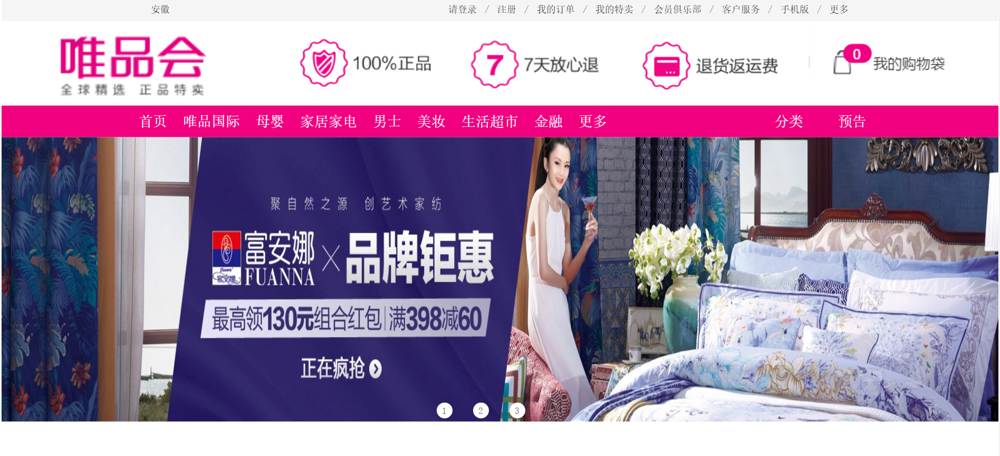 安徽
请登录 / 注册 / 我的订单 / 我的特卖 / 会员俱乐部 / 客户服务 / 手机版 / 更多
唯品会
全球精选 正品特卖
100%正品
7
7天放心退
退货返运费
0
我的购物袋
首页 唯品国际 母婴 家居家电 男士 美妆 生活超市 金融 更多 分类 预告
聚自然之源 创艺术家纺
富安娜 × 品牌钜惠
FUANNA
富安娜
最高领130元组合红包|满398减60
正在疯抢
1 2 3